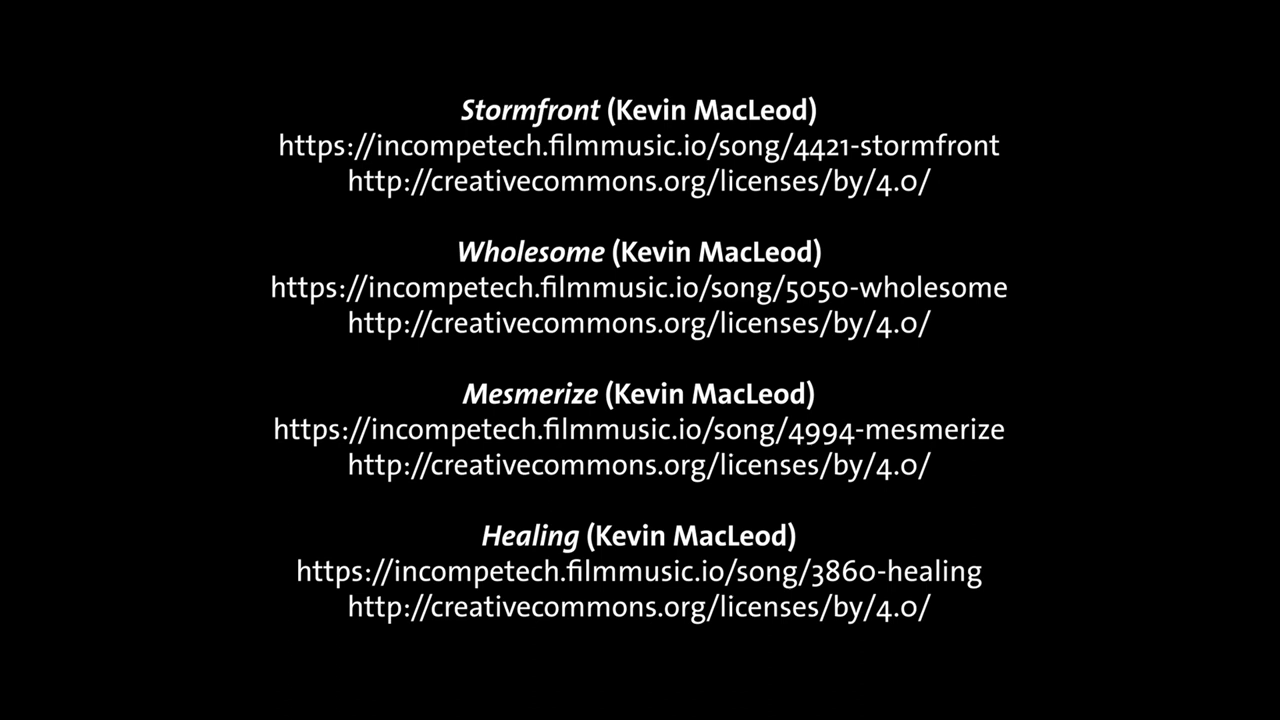 Stormfront (Kevin MacLeod)
https://incompetech.filmmusic.io/song/4421-stormfront
http://creativecommons.org/licenses/by/4.0/
Wholesome (Kevin MacLeod)
https://incompetech.filmmusic.io/song/5050-wholesome
http://creativecommons.org/licenses/by/4.0/
Mesmerize (Kevin MacLeod)
https://incompetech.filmmusic.io/song/4994-mesmerize
http://creativecommons.org/licenses/by/4.0/
Healing (Kevin MacLeod)
https://incompetech.filmmusic.io/song/3860-healing
http://creativecommons.org/licenses/by/4.0/